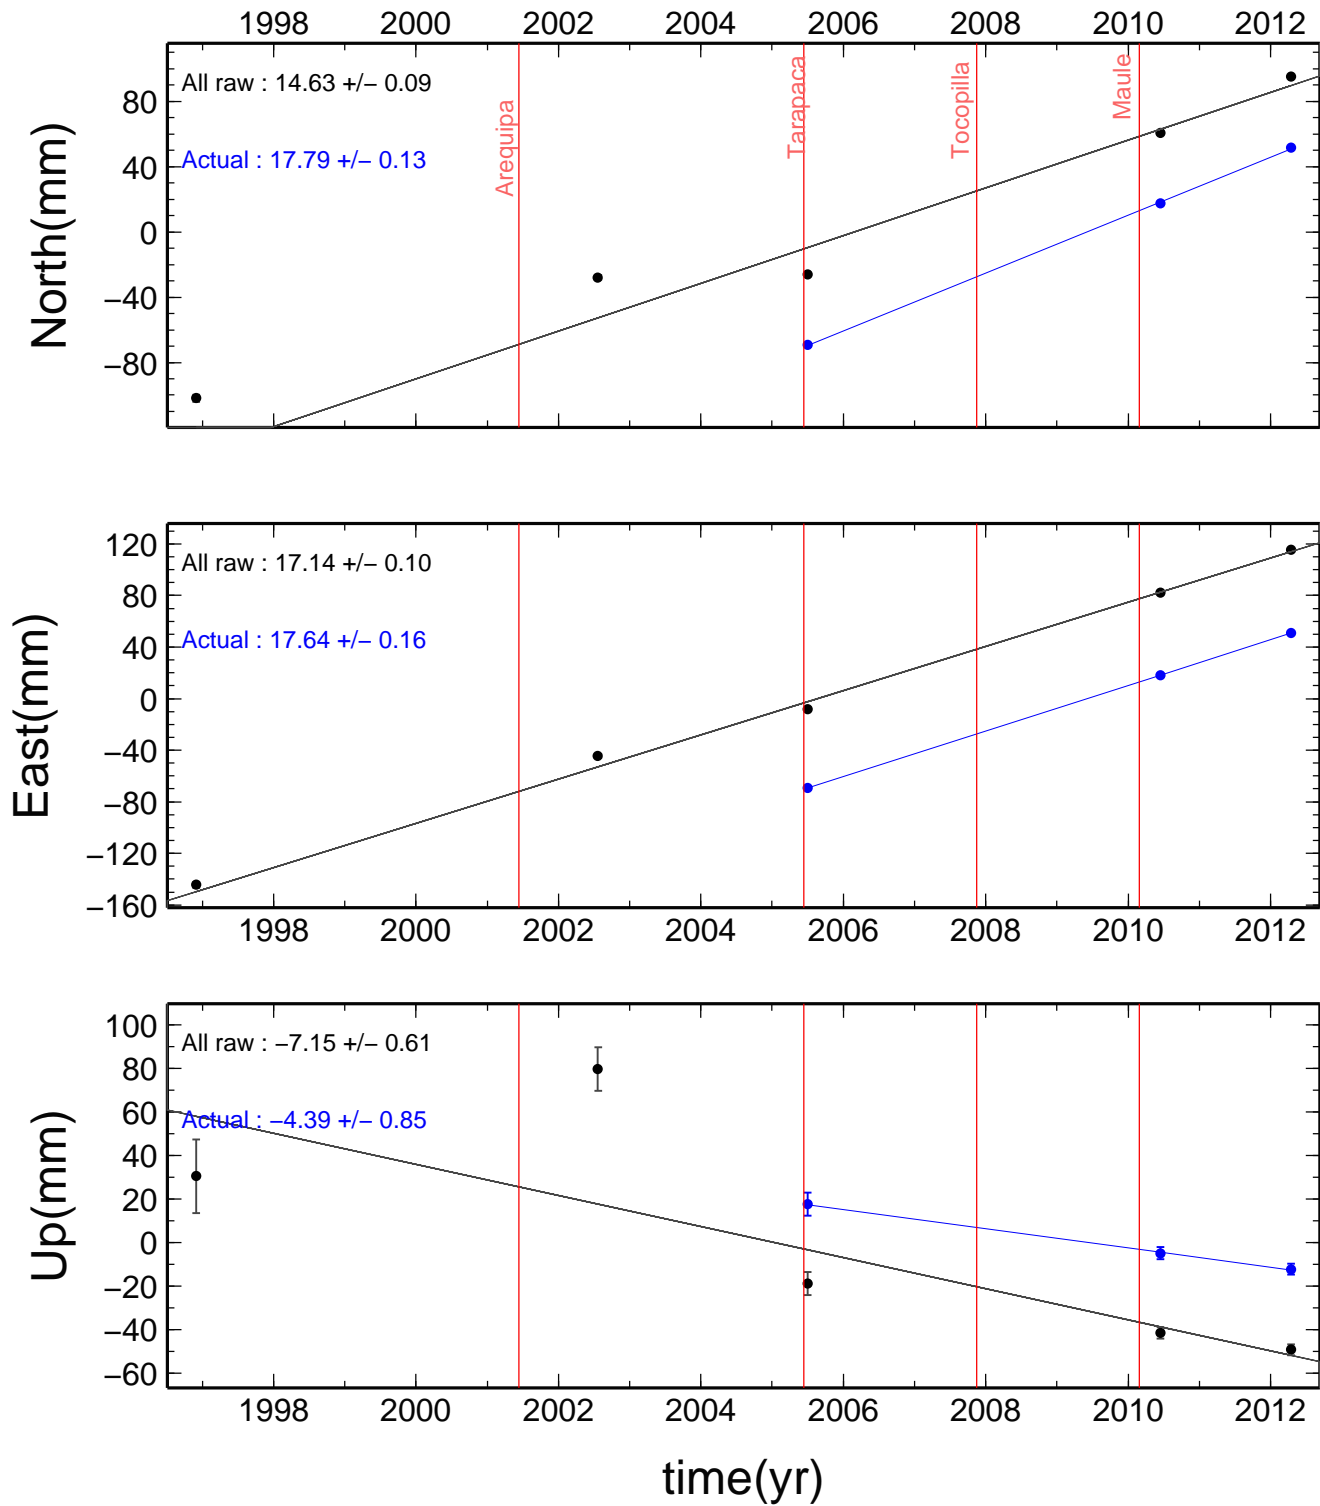 1998 2000 2002 2004 2006 2008 2010 2012
North(mm)
80
40
0
−40
−80
All raw : 14.63 +/− 0.09
Actual : 17.79 +/− 0.13
Arequipa
Tarapaca
Tocopilla
Maule
East(mm)
120
80
40
0
−40
−80
−120
−160
All raw : 17.14 +/− 0.10
Actual : 17.64 +/− 0.16
1998 2000 2002 2004 2006 2008 2010 2012
Up(mm)
100
80
60
40
20
0
−20
−40
−60
All raw : −7.15 +/− 0.61
Actual : −4.39 +/− 0.85
1998 2000 2002 2004 2006 2008 2010 2012
time(yr)